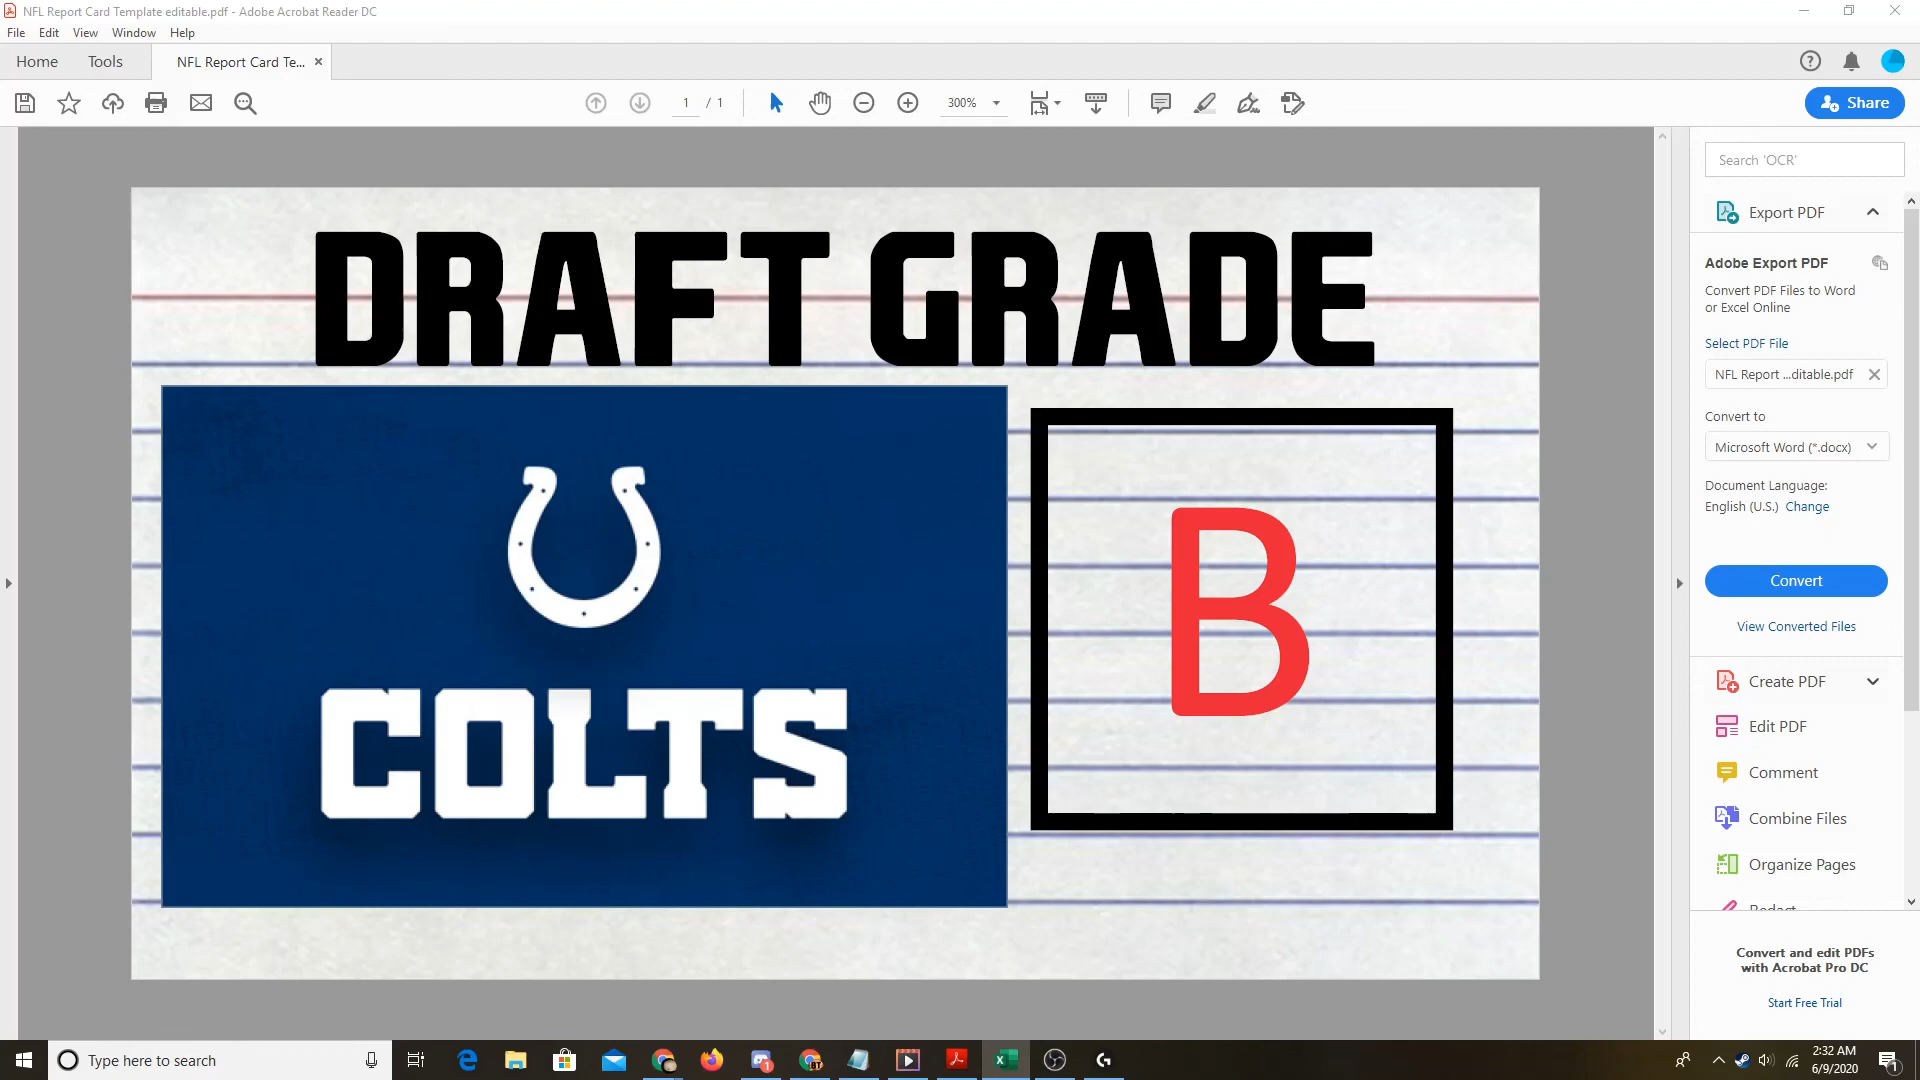 NFL Report Card Template editable.pdf - Adobe Acrobat Reader DC
File Edit View Window Help
Home Tools NFL Report Card Te... ×
1 / 1 300% Share
Search 'OCR'
Export PDF
Adobe Export PDF
Convert PDF Files to Word
or Excel Online
Select PDF File
NFL Report ...ditable.pdf
Convert to
Microsoft Word (*.docx)
Document Language:
English (U.S.) Change
Convert
View Converted Files
Create PDF
Edit PDF
Comment
Combine Files
Organize Pages
Redact
Convert and edit PDFs
with Acrobat Pro DC
Start Free Trial
DRAFT GRADE
COLTS
B
Type here to search
2:32 AM
6/9/2020